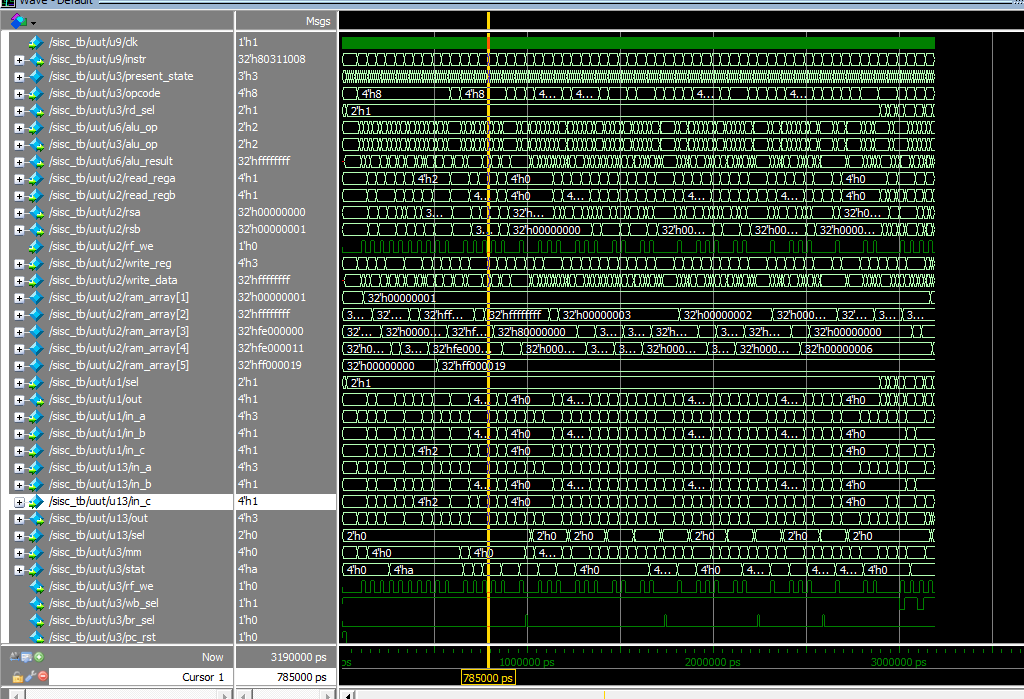 Wave - Default
Msgs
/sisc_tb/uut/u9/clk 1'h1
/sisc_tb/uut/u9/instr 32'h80311008
/sisc_tb/uut/u3/present_state 3'h3
/sisc_tb/uut/u3/opcode 4'h8 4'h8 4'h8 4... 4... 4... 4...
/sisc_tb/uut/u3/rd_sel 2'h1 2'h1
/sisc_tb/uut/u6/alu_op 2'h2
/sisc_tb/uut/u3/alu_op 2'h2
/sisc_tb/uut/u6/alu_result 32'hffffffff
/sisc_tb/uut/u2/read_rega 4'h1 4'h2 4'h0 4'h0
/sisc_tb/uut/u2/read_regb 4'h1 4... 4'h0 4... 4... 4... 4'h0
/sisc_tb/uut/u2/rsa 32'h00000000 3... 32'h... 32'h0...
/sisc_tb/uut/u2/rsb 32'h00000001 3... 32'h00000000 32'h00... 32'h00... 32'h0000...
/sisc_tb/uut/u2/rf_we 1'h0
/sisc_tb/uut/u2/write_reg 4'h3
/sisc_tb/uut/u2/write_data 32'hffffffff
/sisc_tb/uut/u2/ram_array[1] 32'h00000001 32'h00000001
/sisc_tb/uut/u2/ram_array[2] 32'hffffffff 3... 32'... 32'hff... 32'hffffffff 32'h00000003 32'h00000002 32'h000... 32'... 3... 3...
/sisc_tb/uut/u2/ram_array[3] 32'hfe000000 32'... 32'h0000... 32'hf... 32'h80000000 3... 3... 32'h... 3... 32'h... 32'h00000000
/sisc_tb/uut/u2/ram_array[4] 32'hfe000011 32'h0... 3... 32'hfe000... 32'h000... 3... 3... 32'h000... 3... 32'h000... 32'h00000006
/sisc_tb/uut/u2/ram_array[5] 32'hff000019 32'h00000000 32'hff000019
/sisc_tb/uut/u1/sel 2'h1 2'h1
/sisc_tb/uut/u1/out 4'h1 4... 4'h0 4... 4... 4... 4'h0
/sisc_tb/uut/u1/in_a 4'h3
/sisc_tb/uut/u1/in_b 4'h1 4... 4'h0 4... 4... 4... 4'h0
/sisc_tb/uut/u1/in_c 4'h1 4'h2 4'h0 4'h0
/sisc_tb/uut/u13/in_a 4'h3
/sisc_tb/uut/u13/in_b 4'h1 4... 4'h0 4... 4... 4... 4'h0
/sisc_tb/uut/u13/in_c 4'h1 4'h2 4'h0 4'h0
/sisc_tb/uut/u13/out 4'h3
/sisc_tb/uut/u13/sel 2'h0 2'h0 2'h0 2'h0 2'h0 2'h0 2'h0
/sisc_tb/uut/u3/mm 4'h0 4'h0 4'h0 4...
/sisc_tb/uut/u3/stat 4'ha 4'h0 4'ha 4'h0 4... 4'h0 4... 4... 4... 4'h0
/sisc_tb/uut/u3/rf_we 1'h0
/sisc_tb/uut/u3/wb_sel 1'h1
/sisc_tb/uut/u3/br_sel 1'h0
/sisc_tb/uut/u3/pc_rst 1'h0
Now 3190000 ps ps 1000000 ps 2000000 ps 3000000 ps
Cursor 1 785000 ps 785000 ps